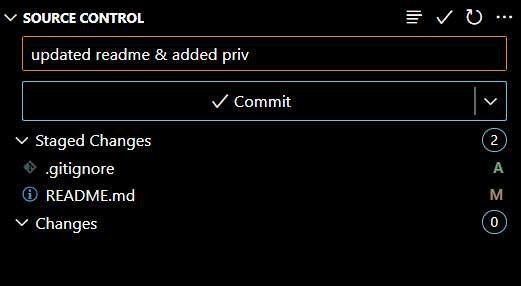 SOURCE CONTROL
updated readme & added priv
Commit
Staged Changes 2
.gitignore A
README.md M
Changes 0